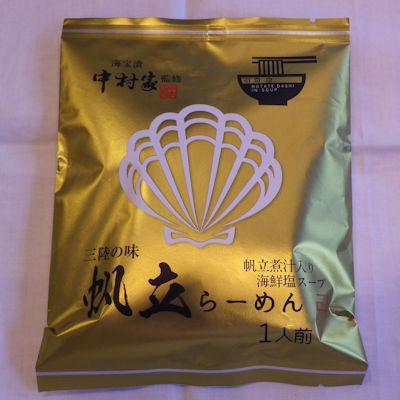 海宝漬
中村家監修
HOTATE DASHI
IN SOUP
三陸の味
帆立煮汁入り
海鮮塩スープ
帆立らーめん
1人前